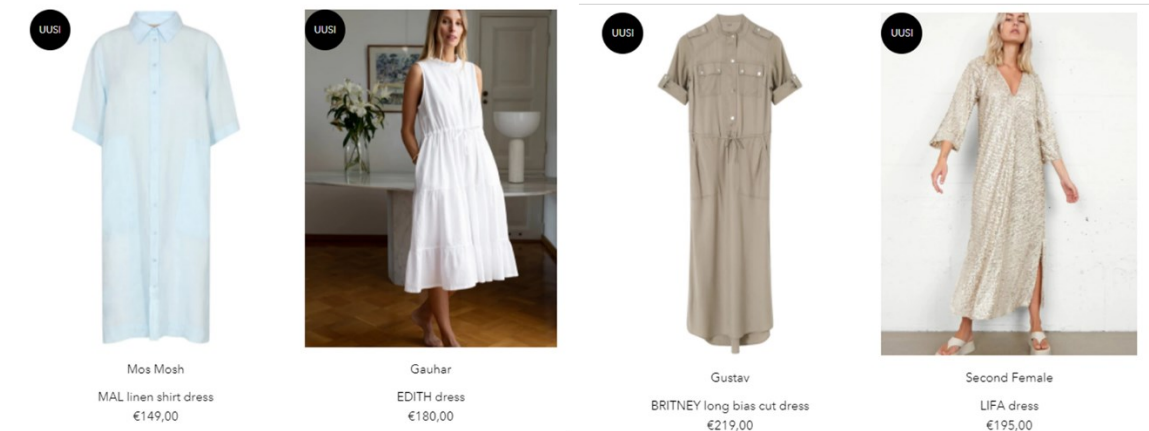 UUSI
Mos Mosh
MAL linen shirt dress
€149,00
UUSI
Gauhar
EDITH dress
€180,00
UUSI
Gustav
BRITNEY long bias cut dress
€219,00
UUSI
Second Female
LIFA dress
€195,00